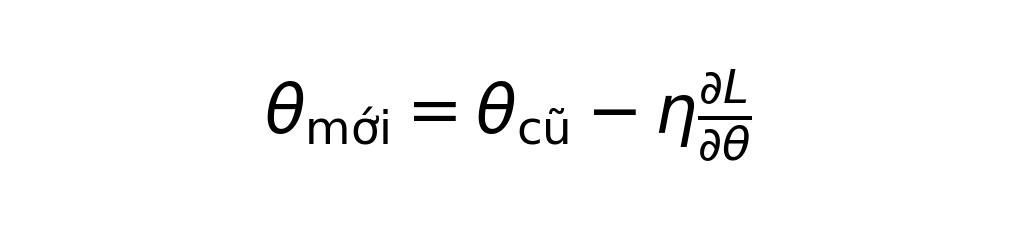 θ_mới = θ_cũ − η ∂L/∂θ